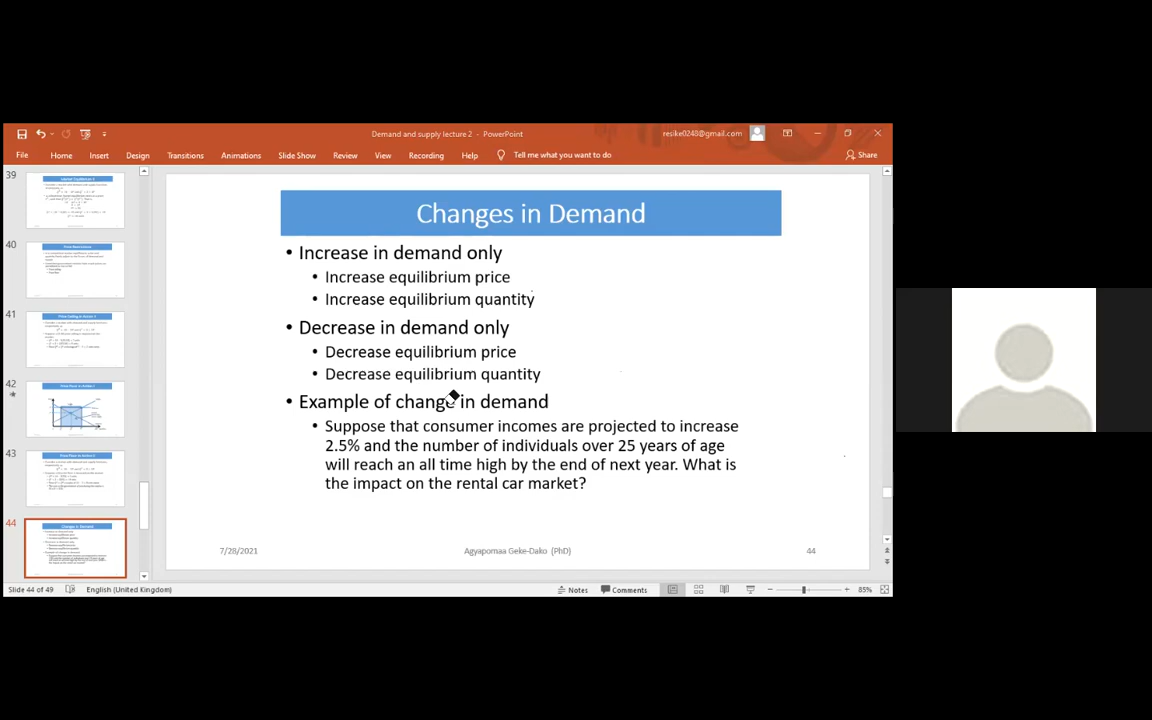 Demand and supply lecture 2 - PowerPoint
resike0248@gmail.com
File Home Insert Design Transitions Animations Slide Show Review View Recording Help Tell me what you want to do Share
39
40
41
42
43
44
Changes in Demand
• Increase in demand only
• Increase equilibrium price
• Increase equilibrium quantity
• Decrease in demand only
• Decrease equilibrium price
• Decrease equilibrium quantity
• Example of change in demand
• Suppose that consumer incomes are projected to increase
2.5% and the number of individuals over 25 years of age
will reach an all time high by the end of next year. What is
the impact on the rental car market?
7/28/2021 Agyapomaa Geke-Dako (PhD) 44
Slide 44 of 49 English (United Kingdom) Notes Comments 85%